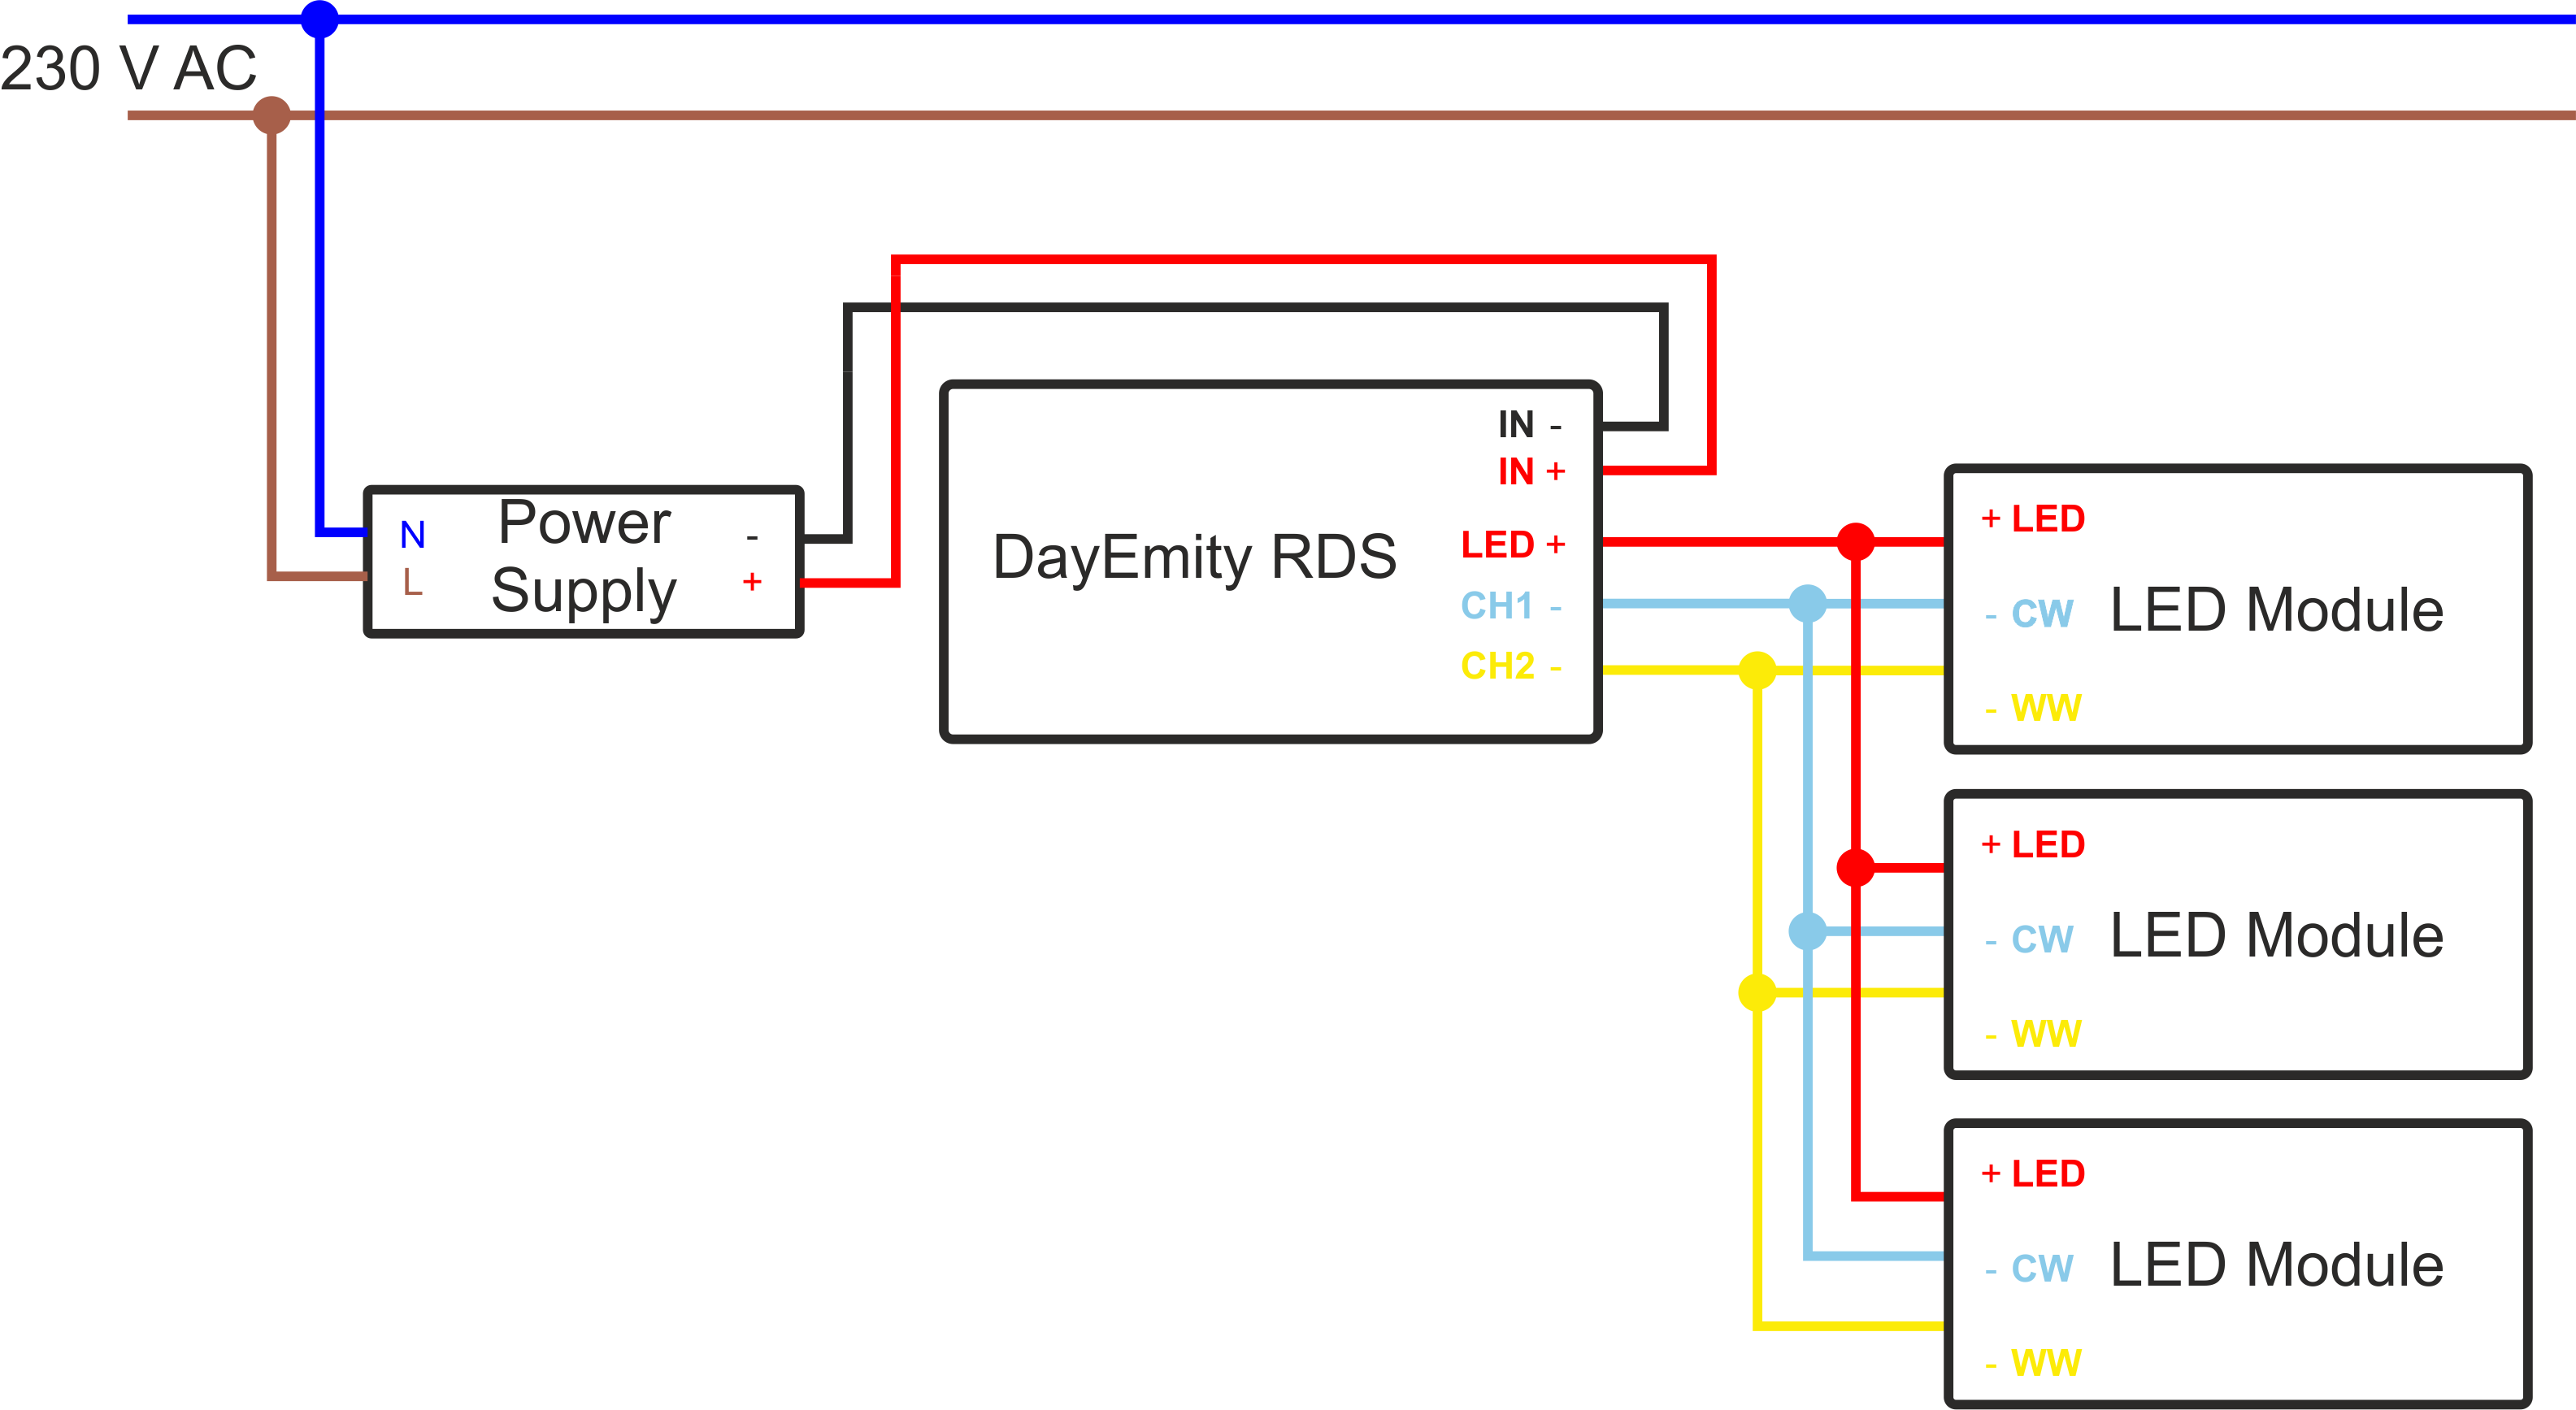 230 V AC
N
L
Power
Supply
-
+
DayEmity RDS
IN -
IN +
LED +
CH1 -
CH2 -
+ LED
- CW
- WW
LED Module
+ LED
- CW
- WW
LED Module
+ LED
- CW
- WW
LED Module